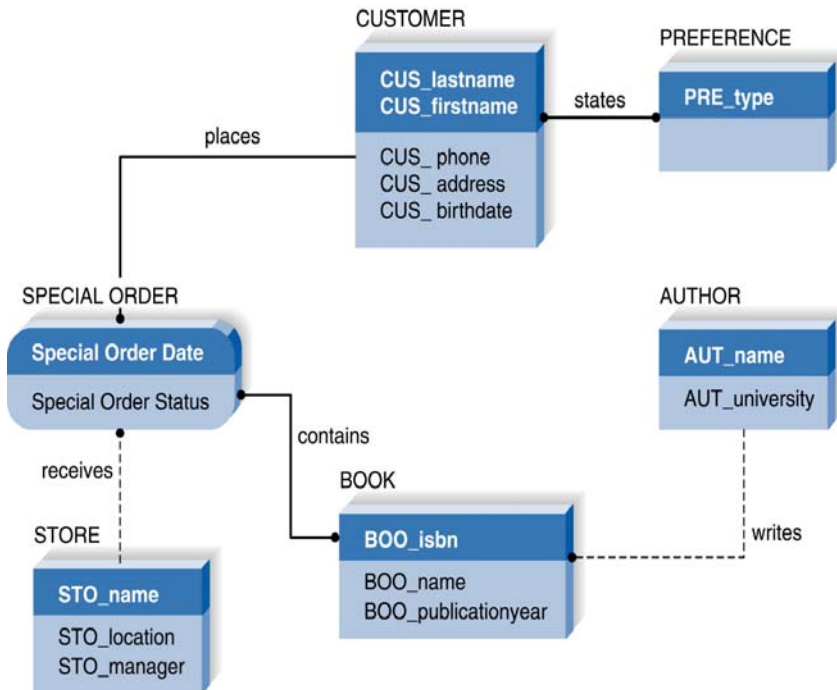 CUSTOMER
CUS_lastname
CUS_firstname
CUS_ phone
CUS_ address
CUS_ birthdate
states
PREFERENCE
PRE_type
places
SPECIAL ORDER
Special Order Date
Special Order Status
contains
receives
STORE
STO_name
STO_location
STO_manager
BOOK
BOO_isbn
BOO_name
BOO_publicationyear
AUTHOR
AUT_name
AUT_university
writes